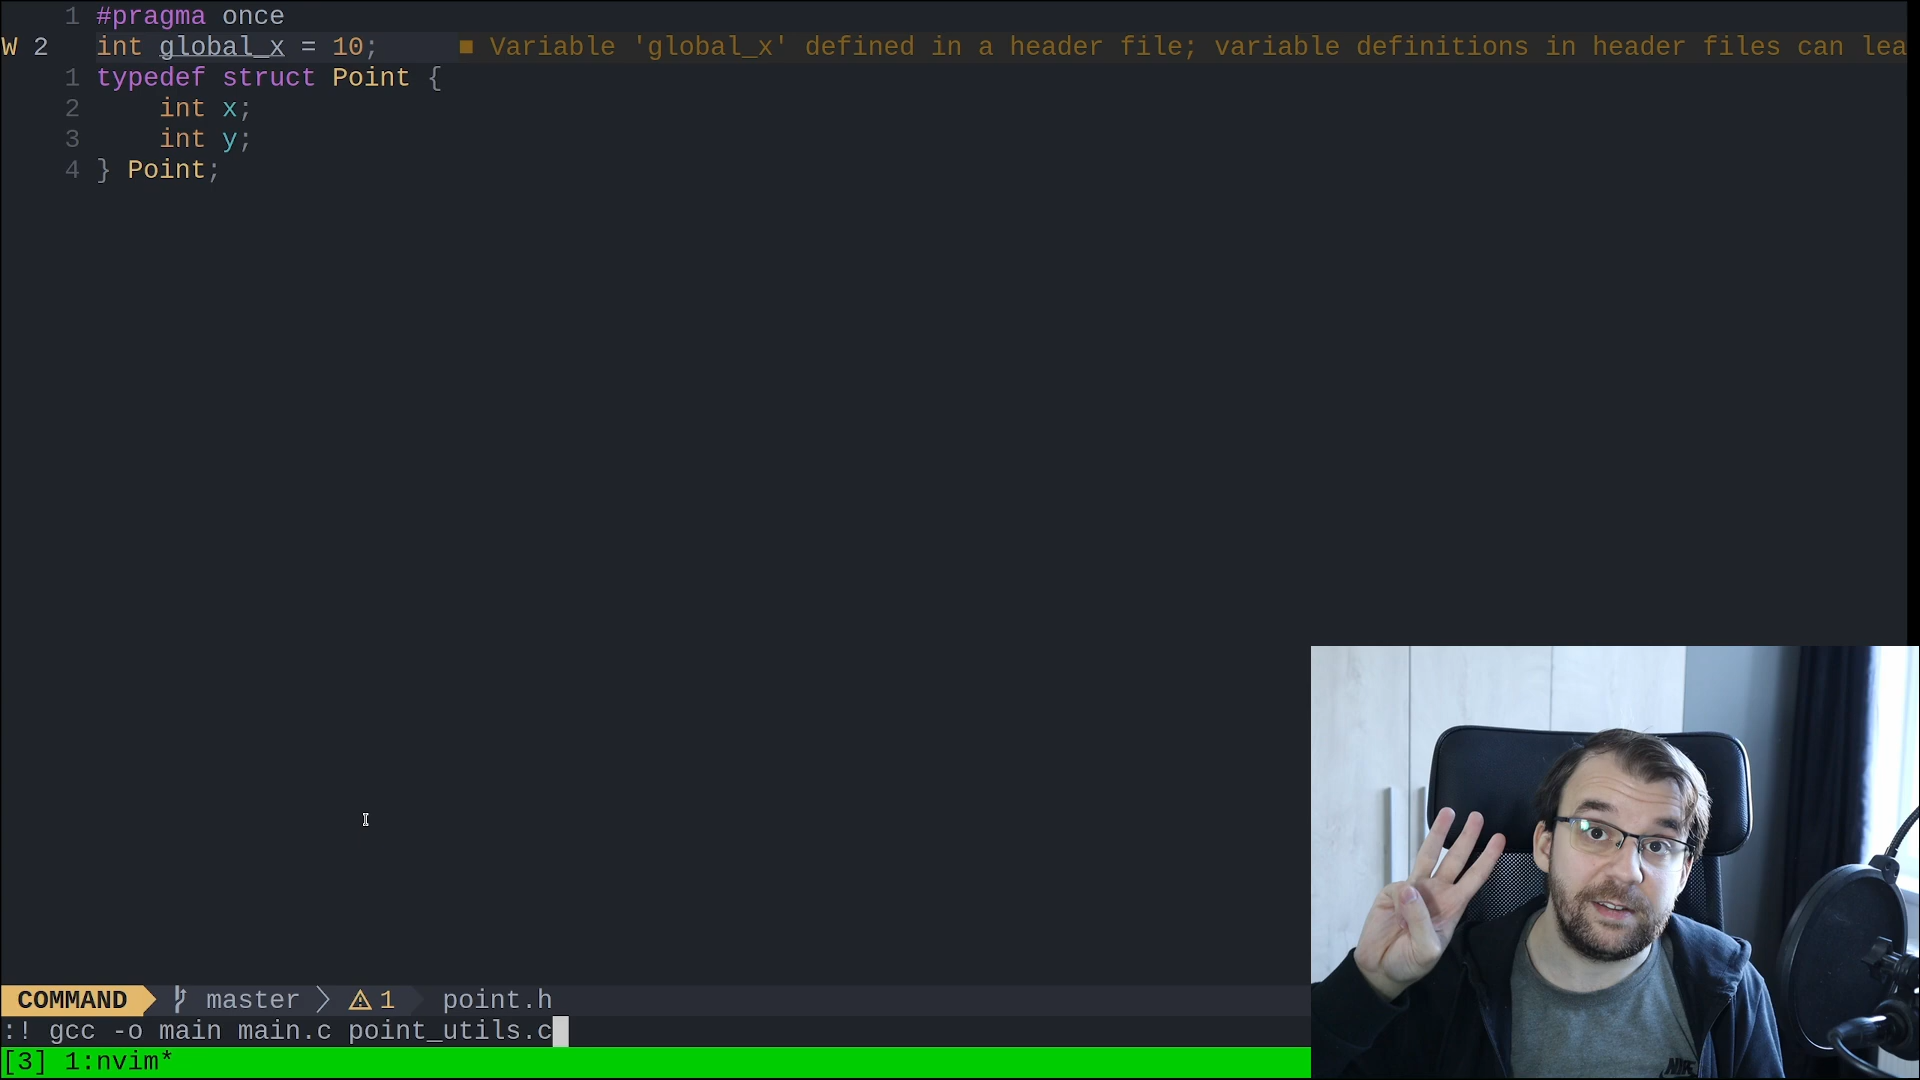 1 #pragma once
W 2 int global_x = 10; ■ Variable 'global_x' defined in a header file; variable definitions in header files can lea
1 typedef struct Point {
2 int x;
3 int y;
4 } Point;
COMMAND master 1 point.h
:! gcc -o main main.c point_utils.c
[3] 1:nvim*
NIKE